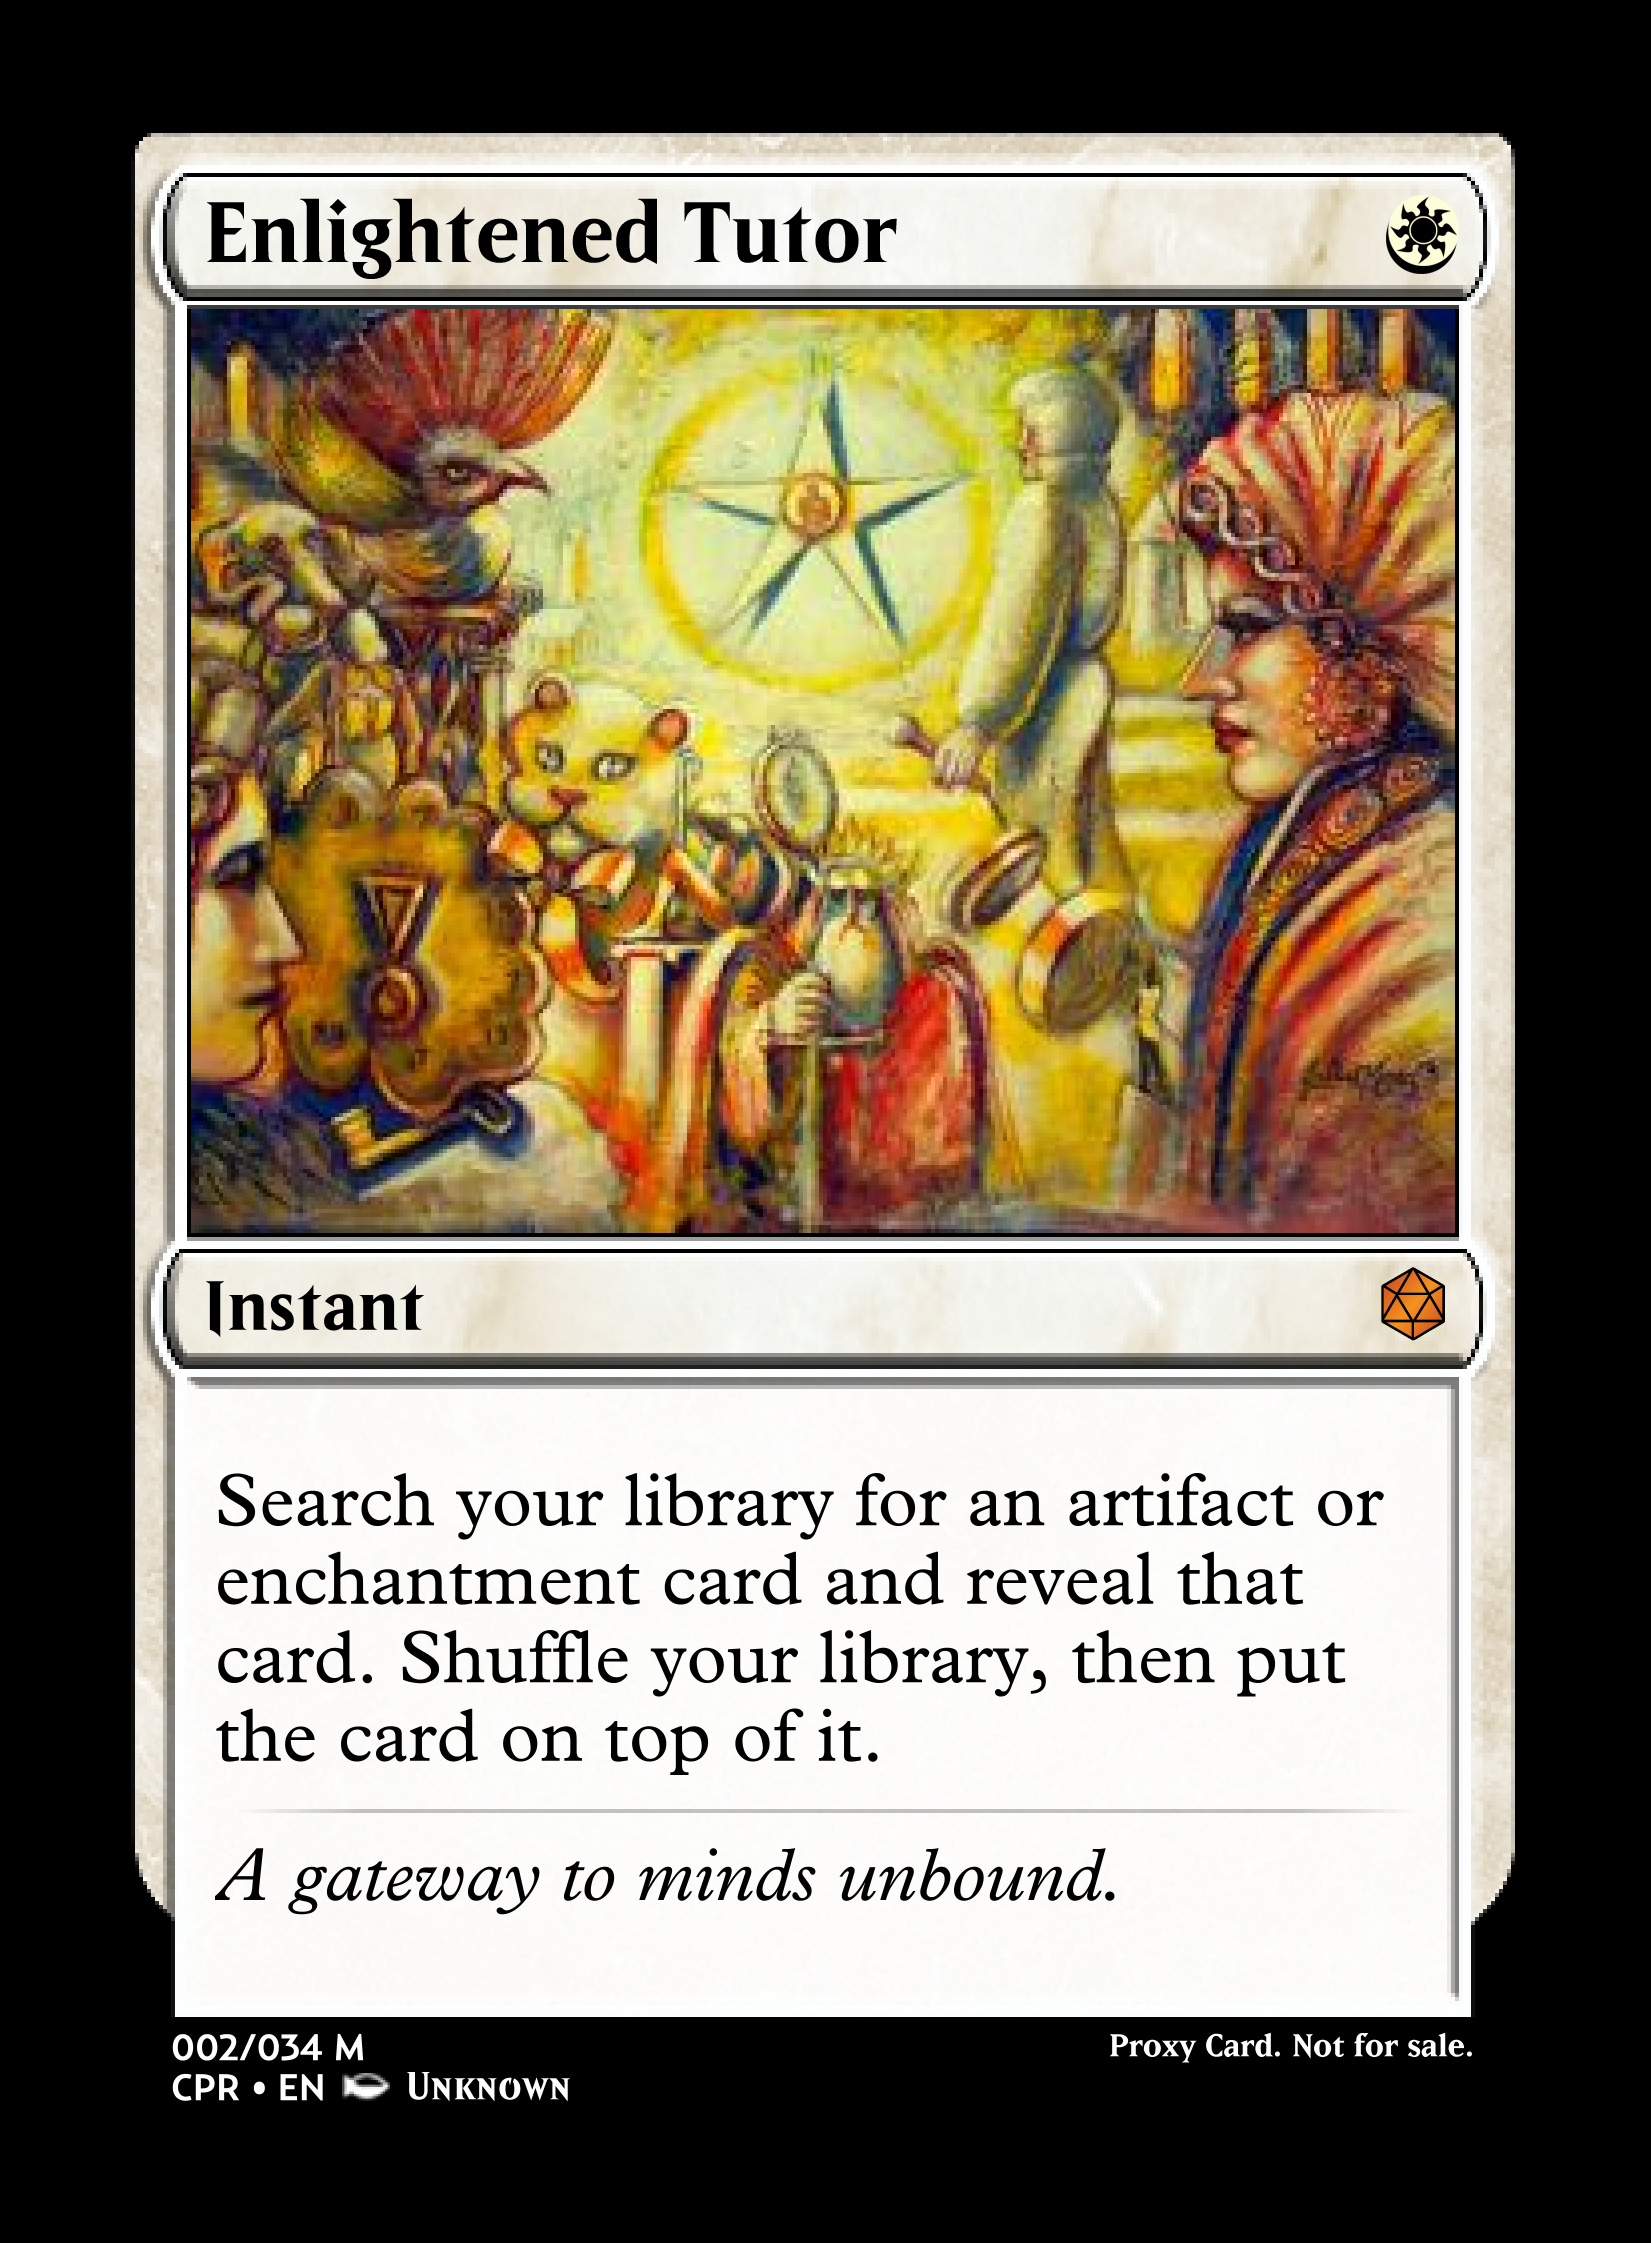 Enlightened Tutor
Instant
Search your library for an artifact or
enchantment card and reveal that
card. Shuffle your library, then put
the card on top of it.
A gateway to minds unbound.
002/034 M
Proxy Card. Not for sale.
CPR • EN UNKNOWN